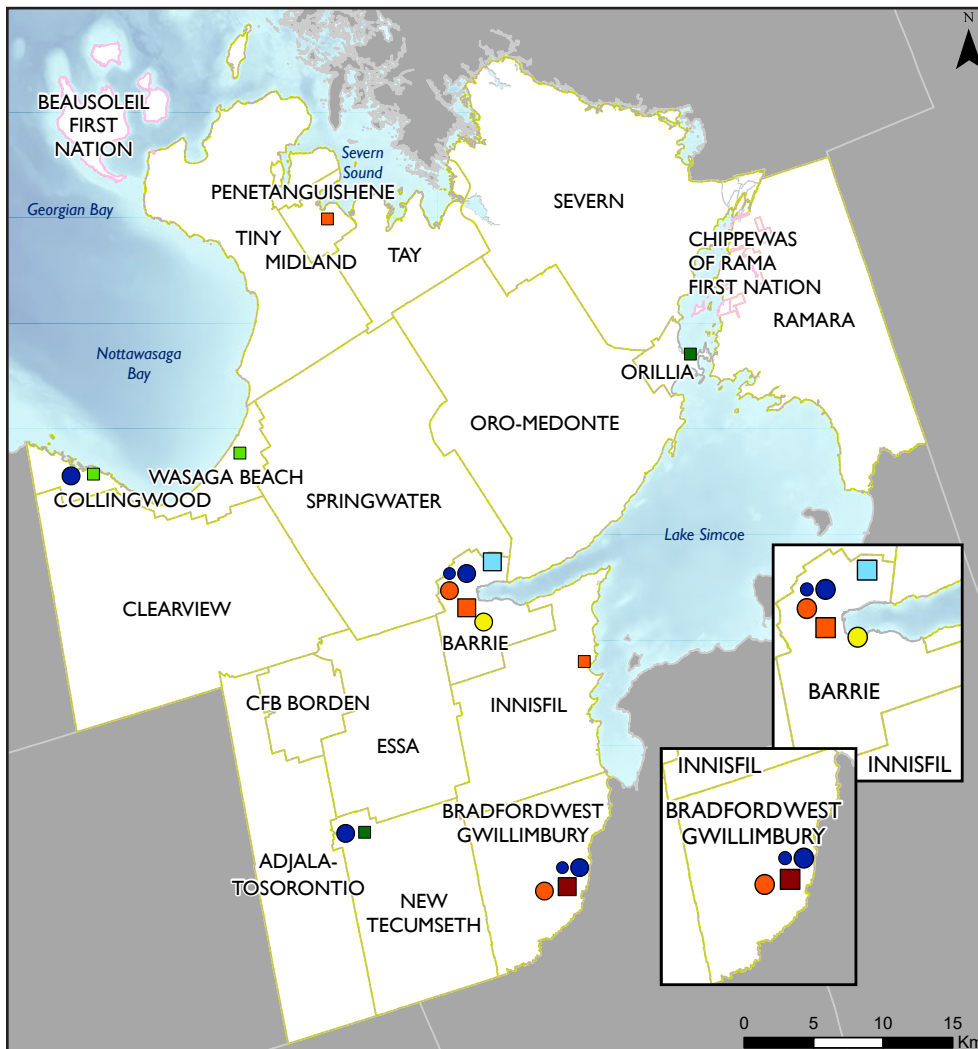 N
BEAUSOLEIL
FIRST
NATION
Severn
Sound
PENETANGUISHENE
SEVERN
Georgian Bay
TINY
MIDLAND
TAY
CHIPPEWAS
OF RAMA
FIRST NATION
RAMARA
Nottawasaga
Bay
ORILLIA
ORO-MEDONTE
WASAGA BEACH
COLLINGWOOD
SPRINGWATER
Lake Simcoe
CLEARVIEW
BARRIE
CFB BORDEN
INNISFIL
ESSA
BARRIE
INNISFIL
INNISFIL
BRADFORDWEST
GWILLIMBURY
BRADFORDWEST
GWILLIMBURY
ADJALA-
TOSORONTIO
NEW
TECUMSETH
0 5 10 15
Km